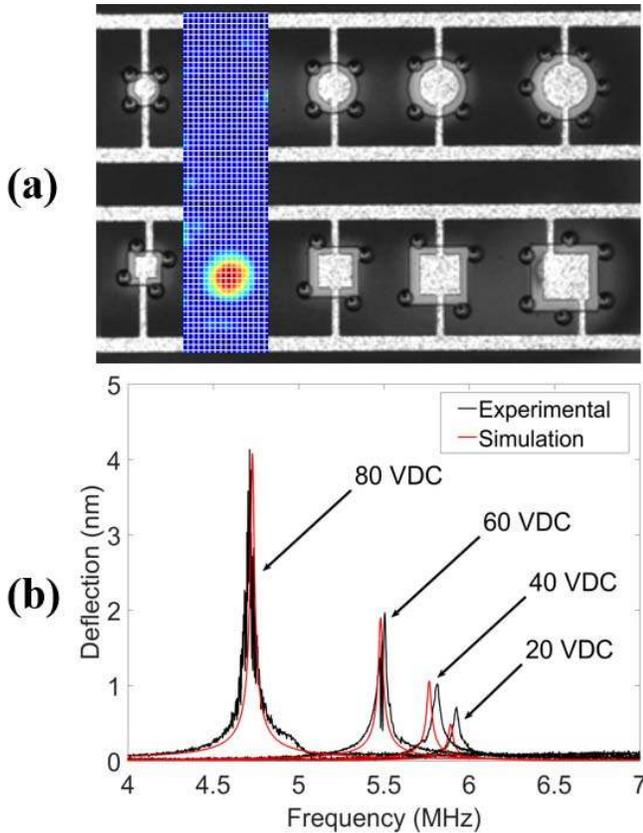 (a)
(b)
5
4
3
2
1
0
Deflection (nm)
Experimental
Simulation
80 VDC
60 VDC
40 VDC
20 VDC
4
4.5
5
5.5
6
6.5
7
Frequency (MHz)